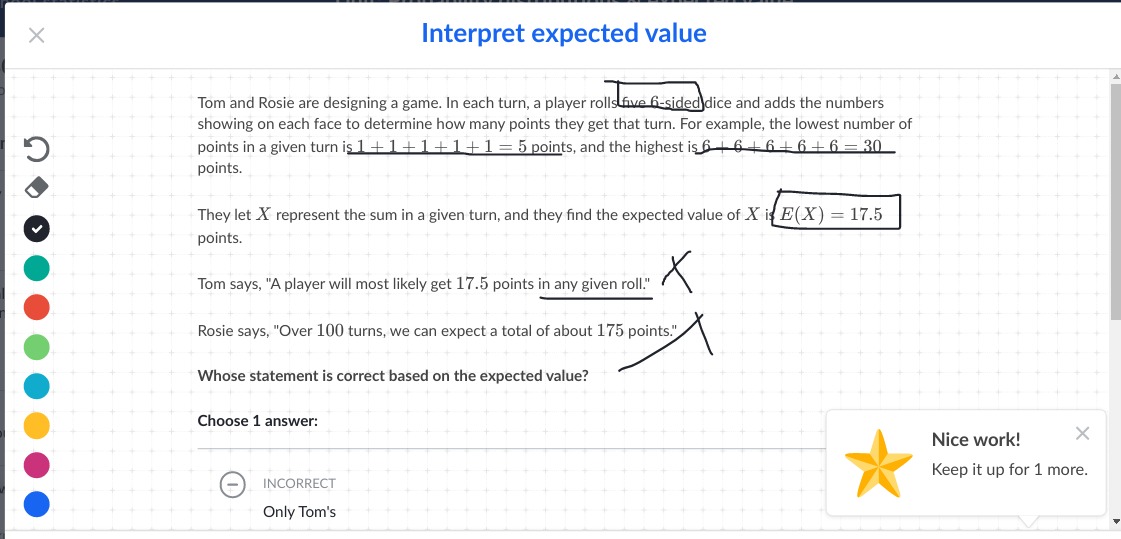 Interpret expected value
Tom and Rosie are designing a game. In each turn, a player rolls five 6-sided dice and adds the numbers
showing on each face to determine how many points they get that turn. For example, the lowest number of
points in a given turn is 1 + 1 + 1 + 1 + 1 = 5 points, and the highest is 6 + 6 + 6 + 6 + 6 = 30
points.
They let X represent the sum in a given turn, and they find the expected value of X is E(X) = 17.5
points.
Tom says, "A player will most likely get 17.5 points in any given roll."
Rosie says, "Over 100 turns, we can expect a total of about 175 points."
Whose statement is correct based on the expected value?
Choose 1 answer:
Nice work!
Keep it up for 1 more.
INCORRECT
Only Tom's